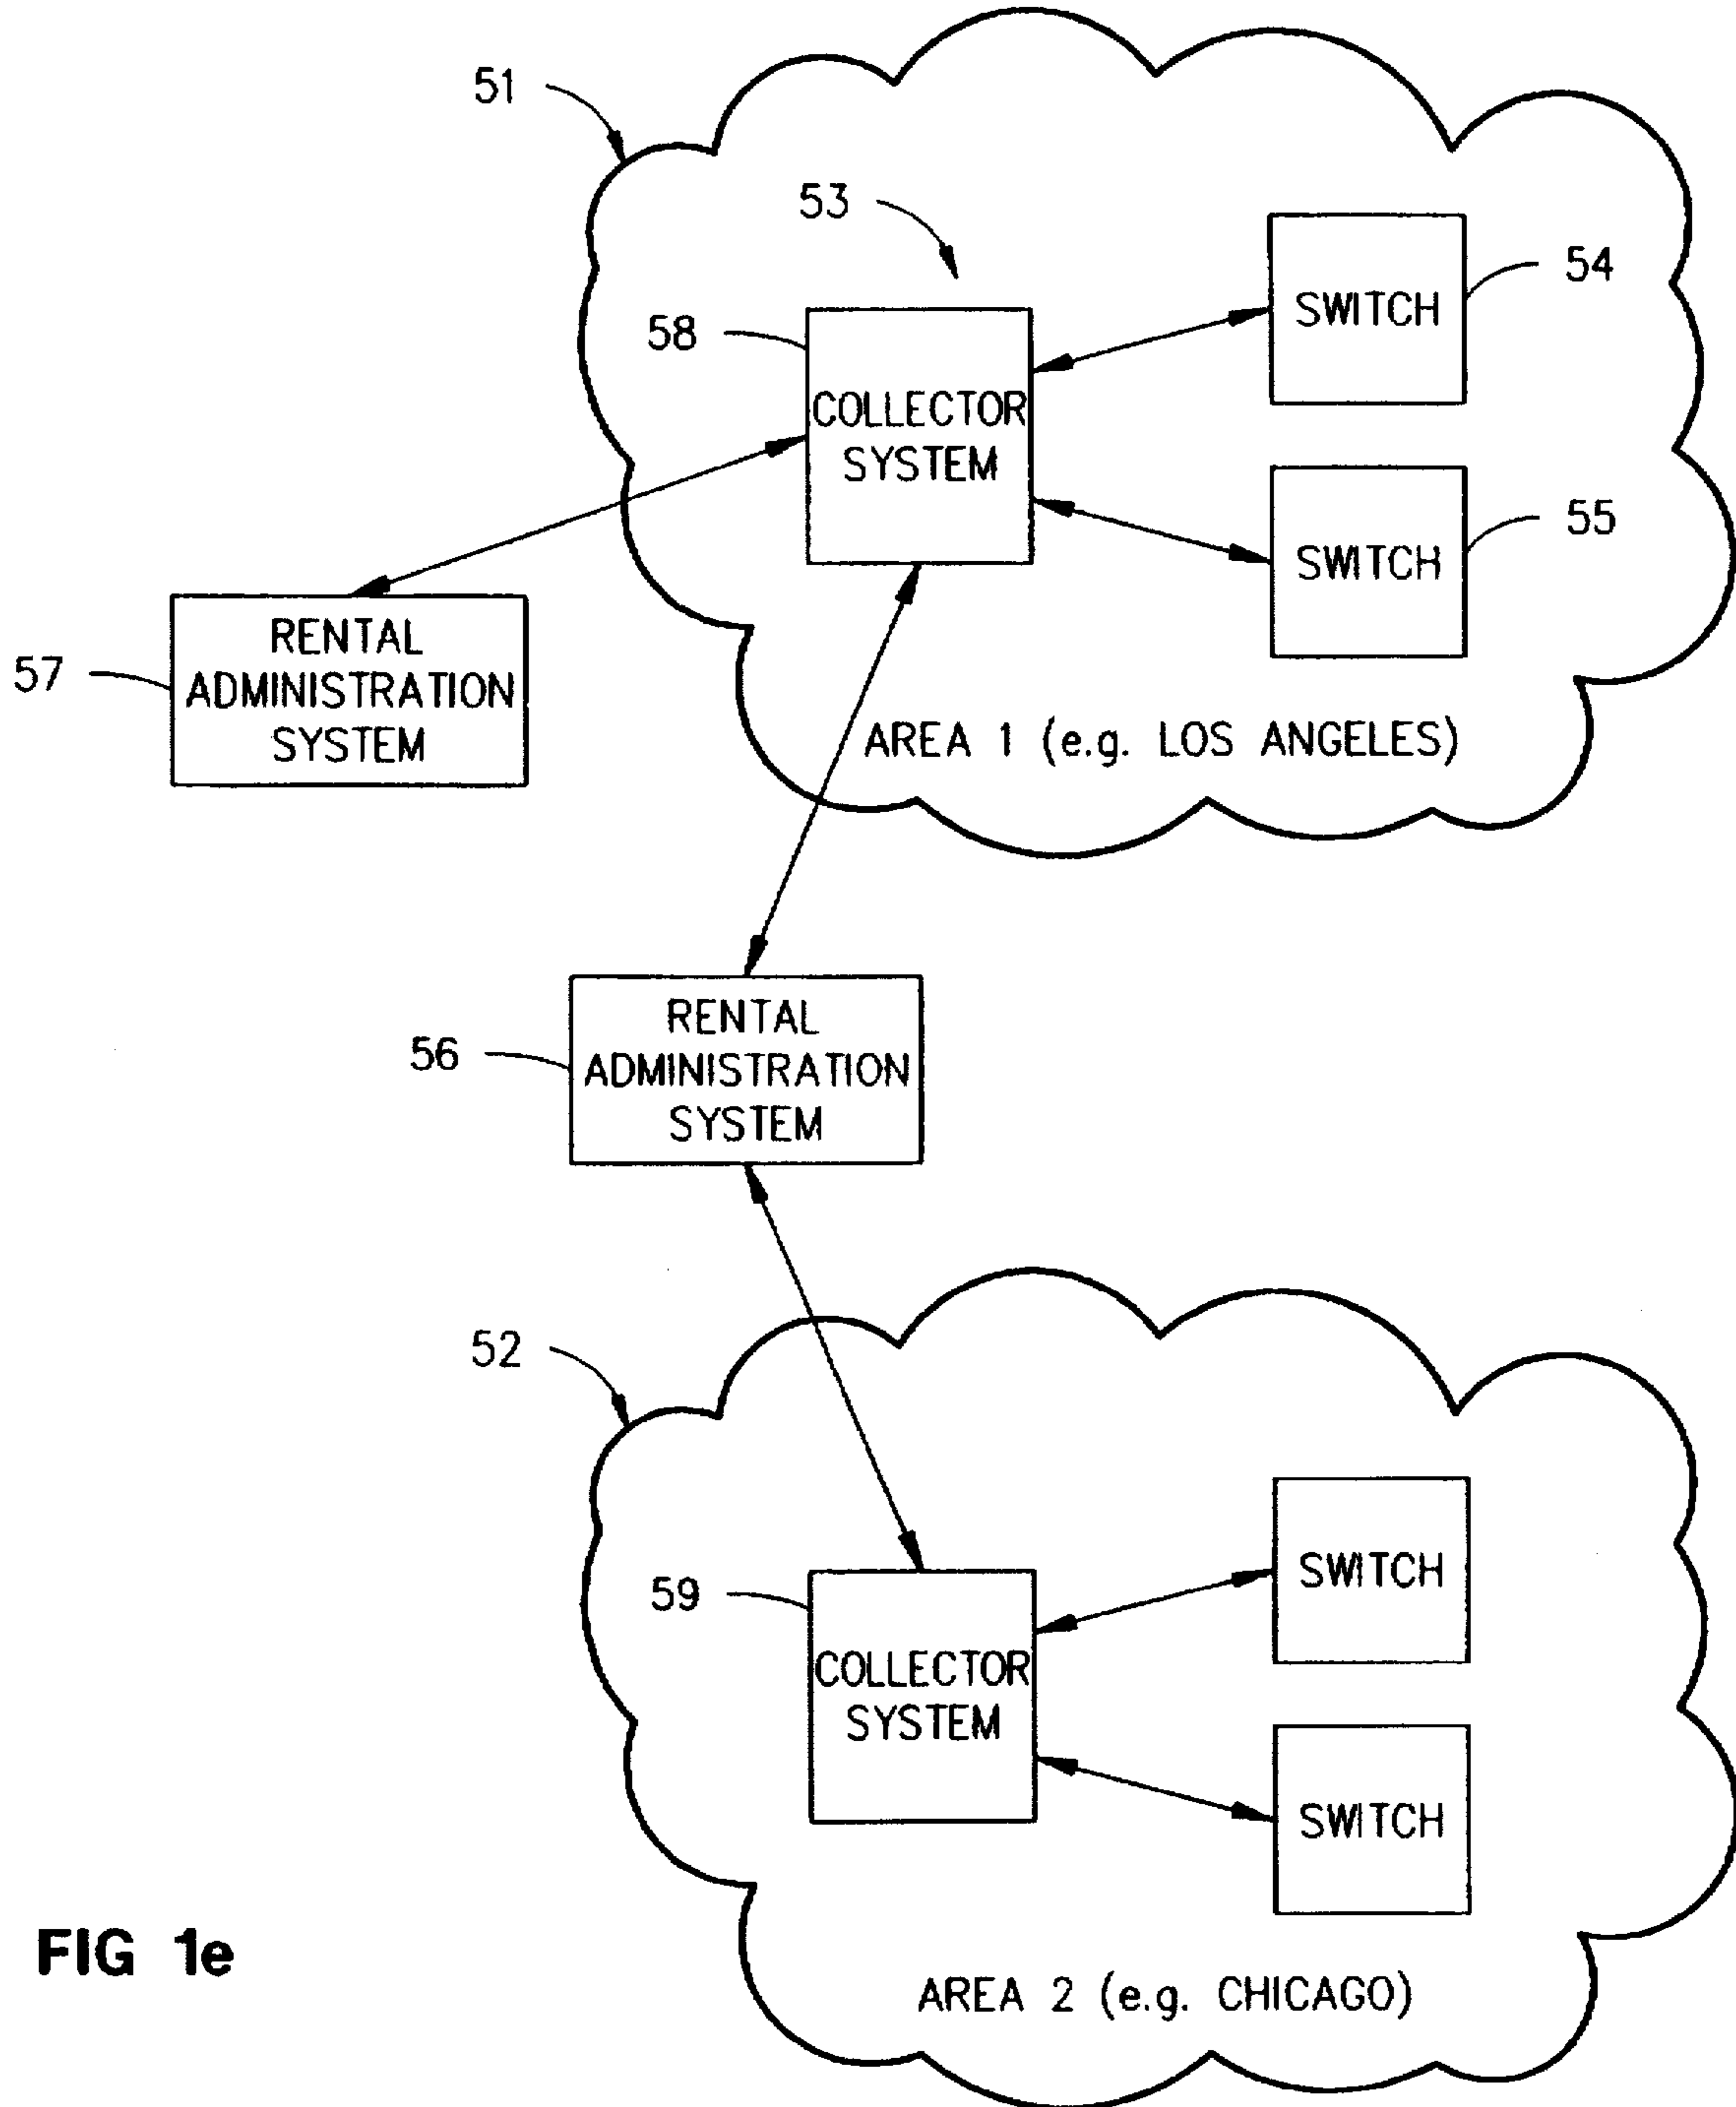 51
53
54
SWITCH
58
COLLECTOR
SYSTEM
55
SWITCH
RENTAL
ADMINISTRATION
SYSTEM
57
AREA 1 (e.g. LOS ANGELES)
RENTAL
ADMINISTRATION
SYSTEM
56
52
SWITCH
59
COLLECTOR
SYSTEM
SWITCH
FIG 1e
AREA 2 (e.g. CHICAGO)